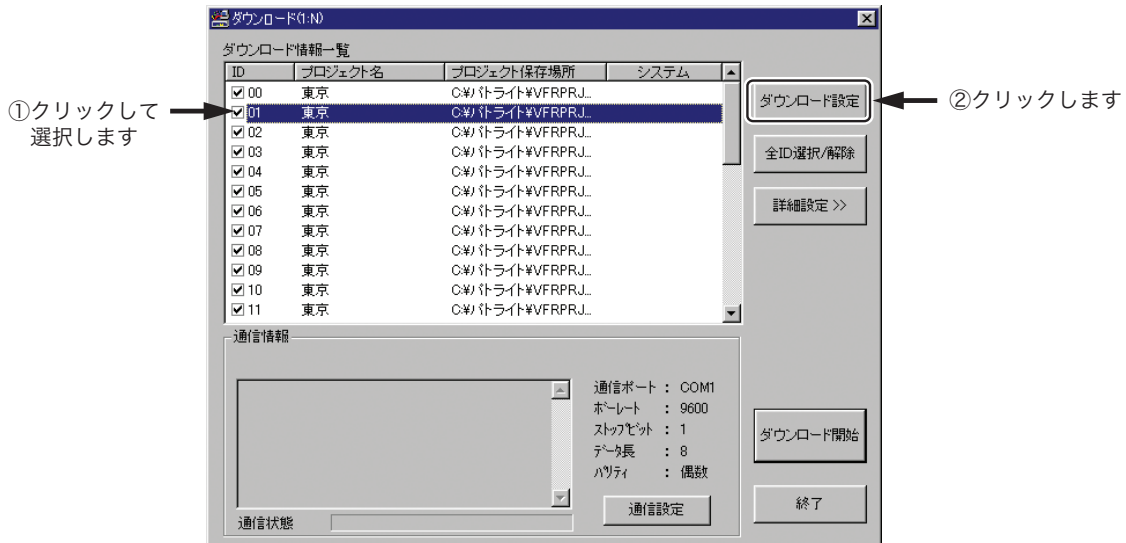 ダウンロード(1:N)
ダウンロード情報一覧
ID プロジェクト名 プロジェクト保存場所 システム
00 東京 C:¥パトライト¥VFRPRJ...
01 東京 C:¥パトライト¥VFRPRJ...
02 東京 C:¥パトライト¥VFRPRJ...
03 東京 C:¥パトライト¥VFRPRJ...
04 東京 C:¥パトライト¥VFRPRJ...
05 東京 C:¥パトライト¥VFRPRJ...
06 東京 C:¥パトライト¥VFRPRJ...
07 東京 C:¥パトライト¥VFRPRJ...
08 東京 C:¥パトライト¥VFRPRJ...
09 東京 C:¥パトライト¥VFRPRJ...
10 東京 C:¥パトライト¥VFRPRJ...
11 東京 C:¥パトライト¥VFRPRJ...
①クリックして
選択します
ダウンロード設定
②クリックします
全ID選択/解除
詳細設定 >>
通信情報
通信ポート : COM1
ボーレート : 9600
ストップビット : 1
データ長 : 8
パリティ : 偶数
通信設定
通信状態
ダウンロード開始
終了